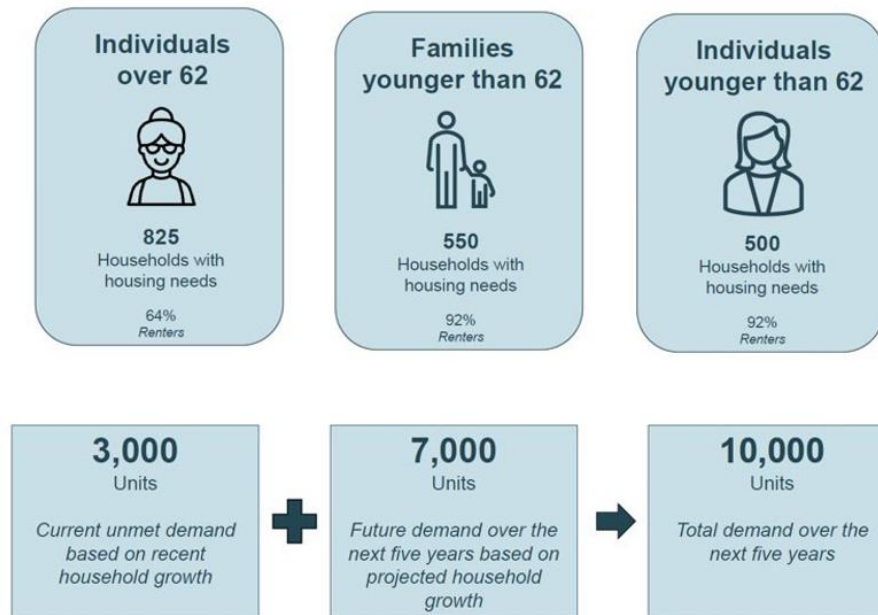 Individuals
over 62
825
Households with
housing needs
64%
Renters
Families
younger than 62
550
Households with
housing needs
92%
Renters
Individuals
younger than 62
500
Households with
housing needs
92%
Renters
3,000
Units
Current unmet demand
based on recent
household growth
7,000
Units
Future demand over the
next five years based on
projected household
growth
10,000
Units
Total demand over the
next five years